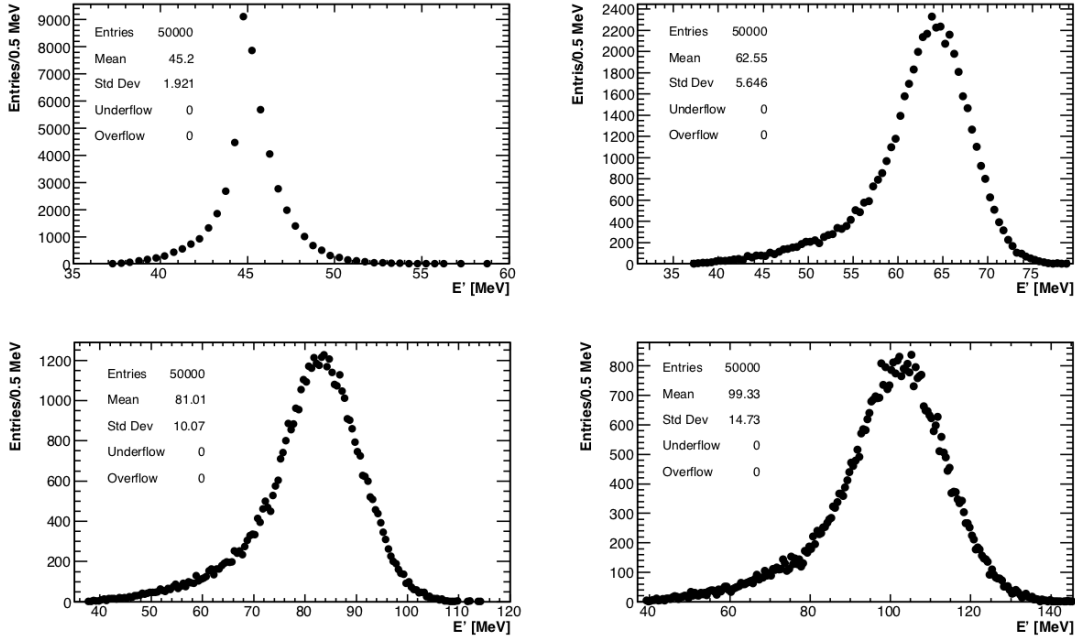 Entries/0.5 MeV
9000
8000
7000
6000
5000
4000
3000
2000
1000
0
Entries 50000
Mean 45.2
Std Dev 1.921
Underflow 0
Overflow 0
35 40 45 50 55 60
E' [MeV]
Entries/0.5 MeV
2400
2200
2000
1800
1600
1400
1200
1000
800
600
400
200
0
Entries 50000
Mean 62.55
Std Dev 5.646
Underflow 0
Overflow 0
35 40 45 50 55 60 65 70 75
E' [MeV]
Entries/0.5 MeV
1200
1000
800
600
400
200
0
Entries 50000
Mean 81.01
Std Dev 10.07
Underflow 0
Overflow 0
40 50 60 70 80 90 100 110 120
E' [MeV]
Entries/0.5 MeV
800
700
600
500
400
300
200
100
0
Entries 50000
Mean 99.33
Std Dev 14.73
Underflow 0
Overflow 0
40 60 80 100 120 140
E' [MeV]